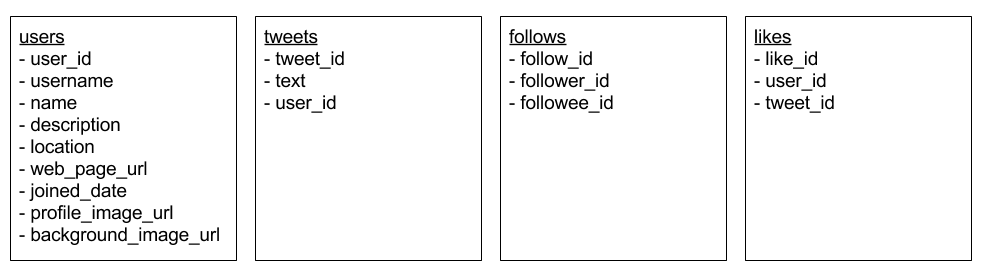 users
- user_id
- username
- name
- description
- location
- web_page_url
- joined_date
- profile_image_url
- background_image_url
tweets
- tweet_id
- text
- user_id
follows
- follow_id
- follower_id
- followee_id
likes
- like_id
- user_id
- tweet_id